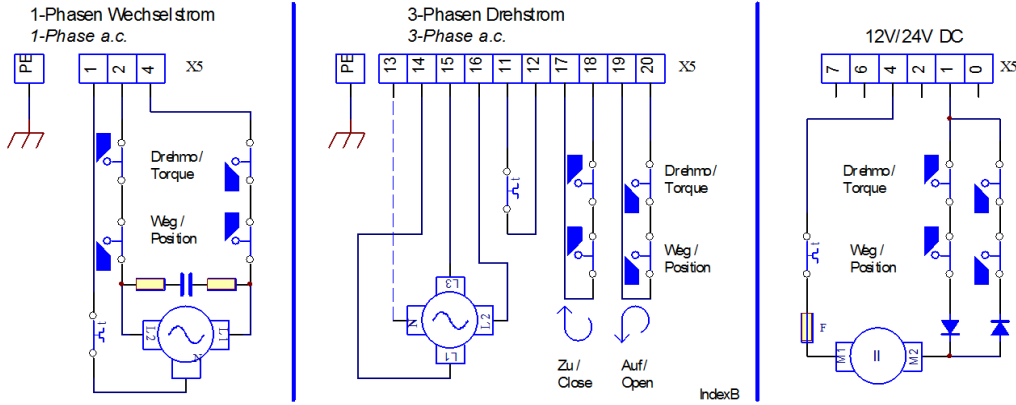 1-Phasen Wechselstrom
1-Phase a.c.
PE
1 2 4
X5
Drehmo/
Torque
Weg/
Position
t
L2
L1
N
3-Phasen Drehstrom
3-Phase a.c.
PE
13 14 15 16 11 12 17 18 19 20
X5
t
Drehmo/
Torque
Weg/
Position
L3
N
L2
L1
Zu/
Close
Auf/
Open
IndexB
12V/24V DC
7 6 4 2 1 0
X5
Drehmo/
Torque
t
Weg/
Position
F
M1
II
M2